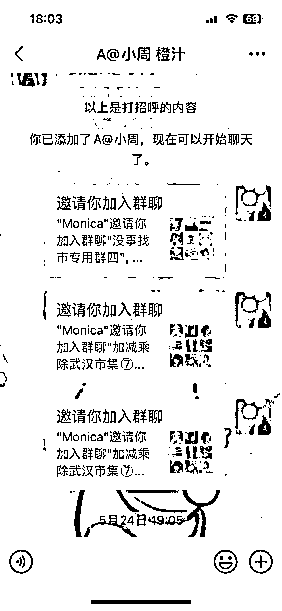 18:03
69
A@小周 橙汁
以上是打招呼的内容
你已添加了A@小周，现在可以开始聊天
了。
邀请你加入群聊
"Monica"邀请你
加入群聊"没事找
市专用群四"，...
邀请你加入群聊
"Monica"邀请你
加入群聊"加减乘
除武汉市集⑦...
邀请你加入群聊
"Monica"邀请你
加入群聊"加减乘
除武汉市集⑦...
5月24日 19:05